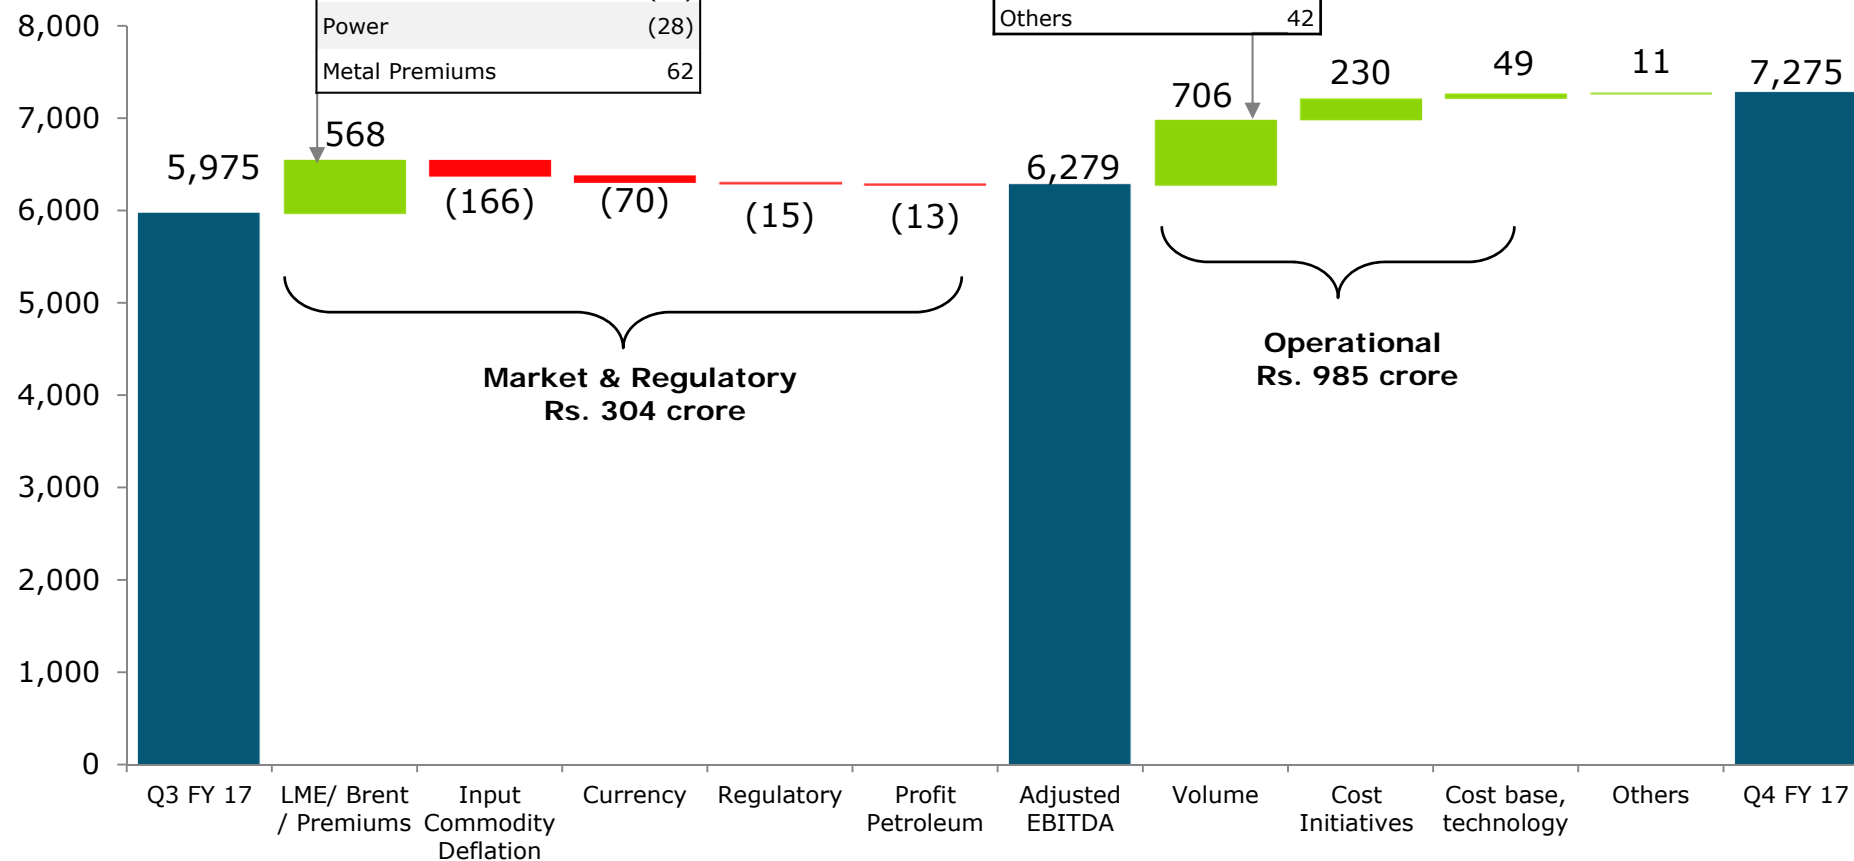 Power (28)
Metal Premiums 62
Others 42
8,000
7,000
6,000
5,000
4,000
3,000
2,000
1,000
0
5,975
568
(166)
(70)
(15)
(13)
6,279
706
230
49
11
7,275
Market & Regulatory
Rs. 304 crore
Operational
Rs. 985 crore
Q3 FY 17
LME/ Brent
/ Premiums
Input
Commodity
Deflation
Currency
Regulatory
Profit
Petroleum
Adjusted
EBITDA
Volume
Cost
Initiatives
Cost base,
technology
Others
Q4 FY 17